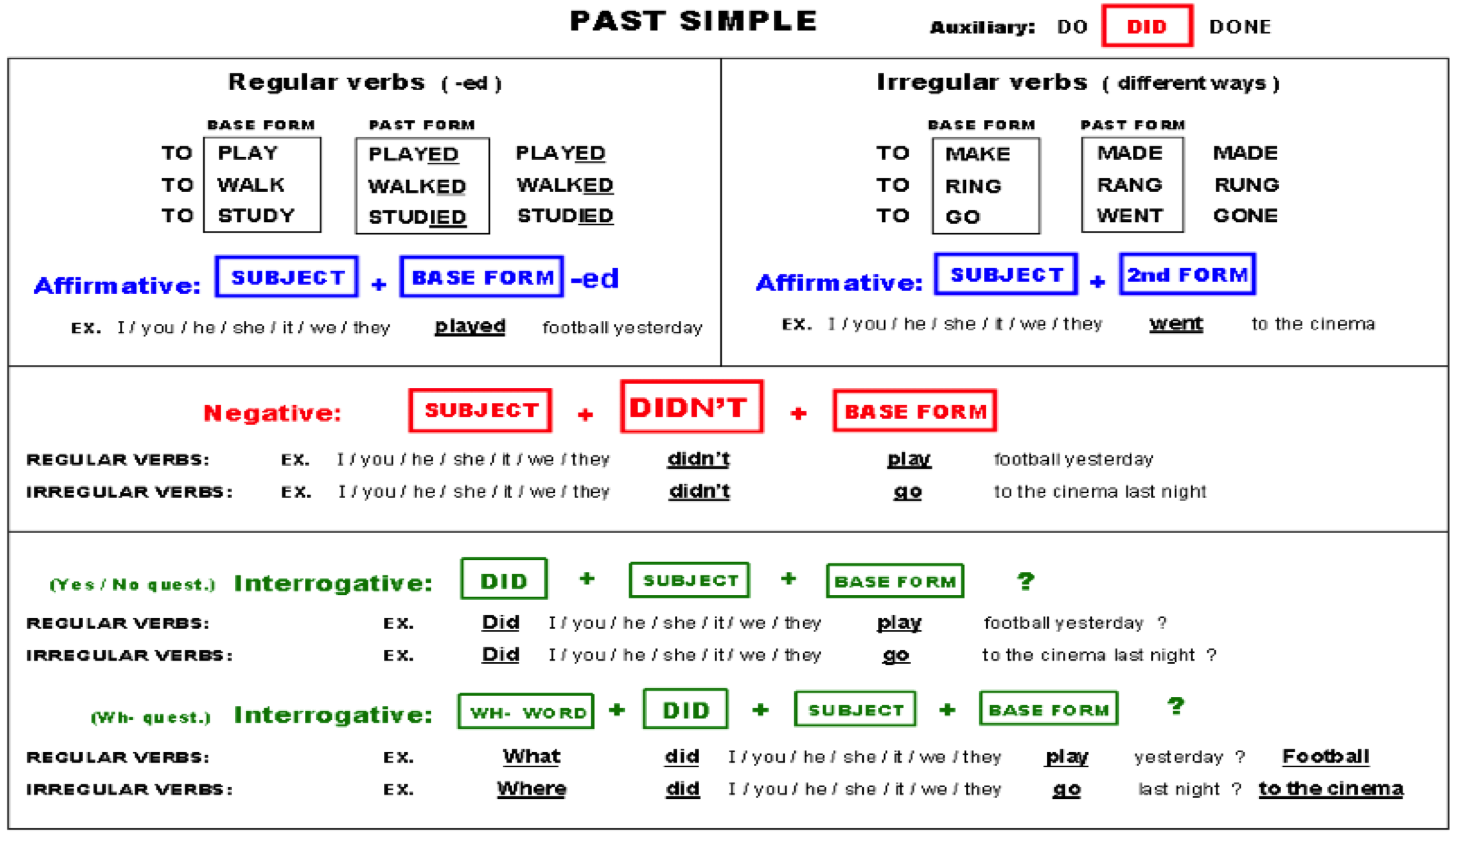 PAST SIMPLE
Auxiliary: DO DID DONE
Regular verbs ( -ed )
BASE FORM PAST FORM
TO PLAY PLAYED PLAYED
TO WALK WALKED WALKED
TO STUDY STUDIED STUDIED
Affirmative: SUBJECT + BASE FORM -ed
EX. I / you / he / she / it / we / they played football yesterday
Irregular verbs ( different ways )
BASE FORM PAST FORM
TO MAKE MADE MADE
TO RING RANG RUNG
TO GO WENT GONE
Affirmative: SUBJECT + 2nd FORM
EX. I / you / he / she / it / we / they went to the cinema
Negative: SUBJECT + DIDN'T + BASE FORM
REGULAR VERBS: EX. I / you / he / she / it / we / they didn't play football yesterday
IRREGULAR VERBS: EX. I / you / he / she / it / we / they didn't go to the cinema last night
(Yes / No quest.) Interrogative: DID + SUBJECT + BASE FORM ?
REGULAR VERBS: EX. Did I / you / he / she / it / we / they play football yesterday ?
IRREGULAR VERBS: EX. Did I / you / he / she / it / we / they go to the cinema last night ?
(Wh- quest.) Interrogative: WH- WORD + DID + SUBJECT + BASE FORM ?
REGULAR VERBS: EX. What did I / you / he / she / it / we / they play yesterday ? Football
IRREGULAR VERBS: EX. Where did I / you / he / she / it / we / they go last night ? to the cinema